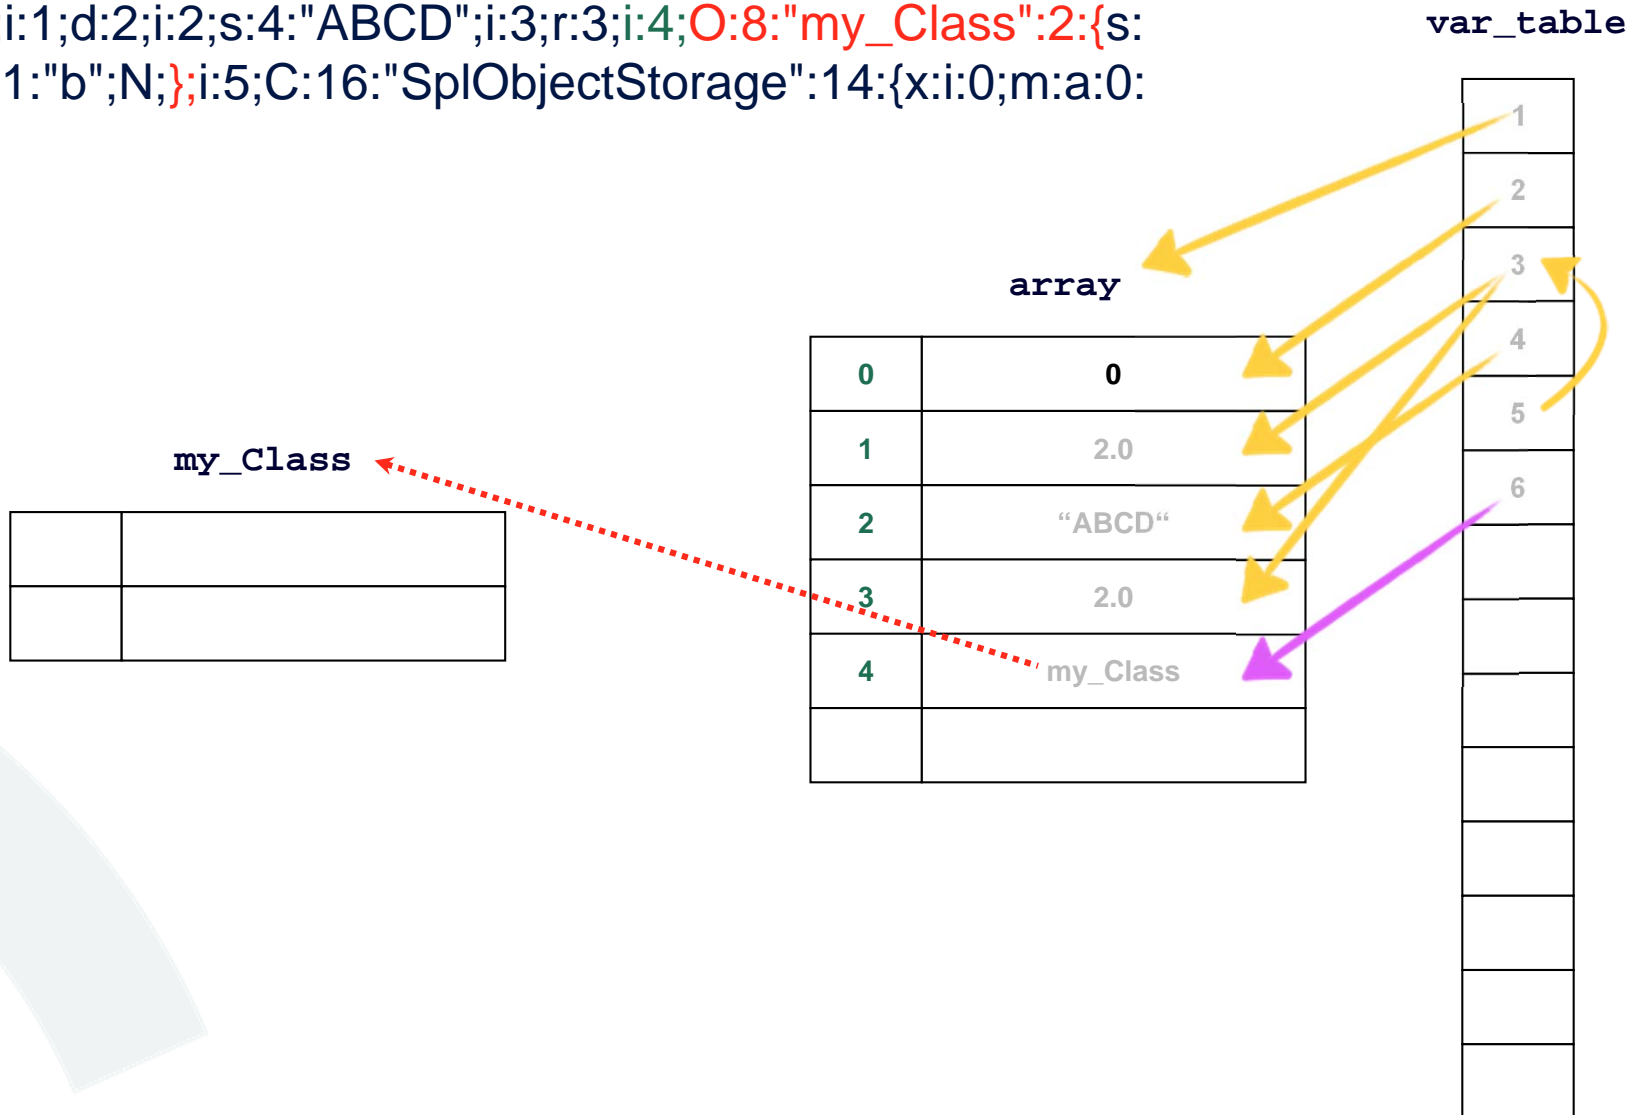 i:1;d:2;i:2;s:4:"ABCD";i:3;r:3;i:4;O:8:"my_Class":2:{s:
1:"b";N;};i:5;C:16:"SplObjectStorage":14:{x:i:0;m:a:0:
var_table
1
2
3
4
5
6
array
0 0
1 2.0
2 “ABCD“
3 2.0
4 my_Class
my_Class